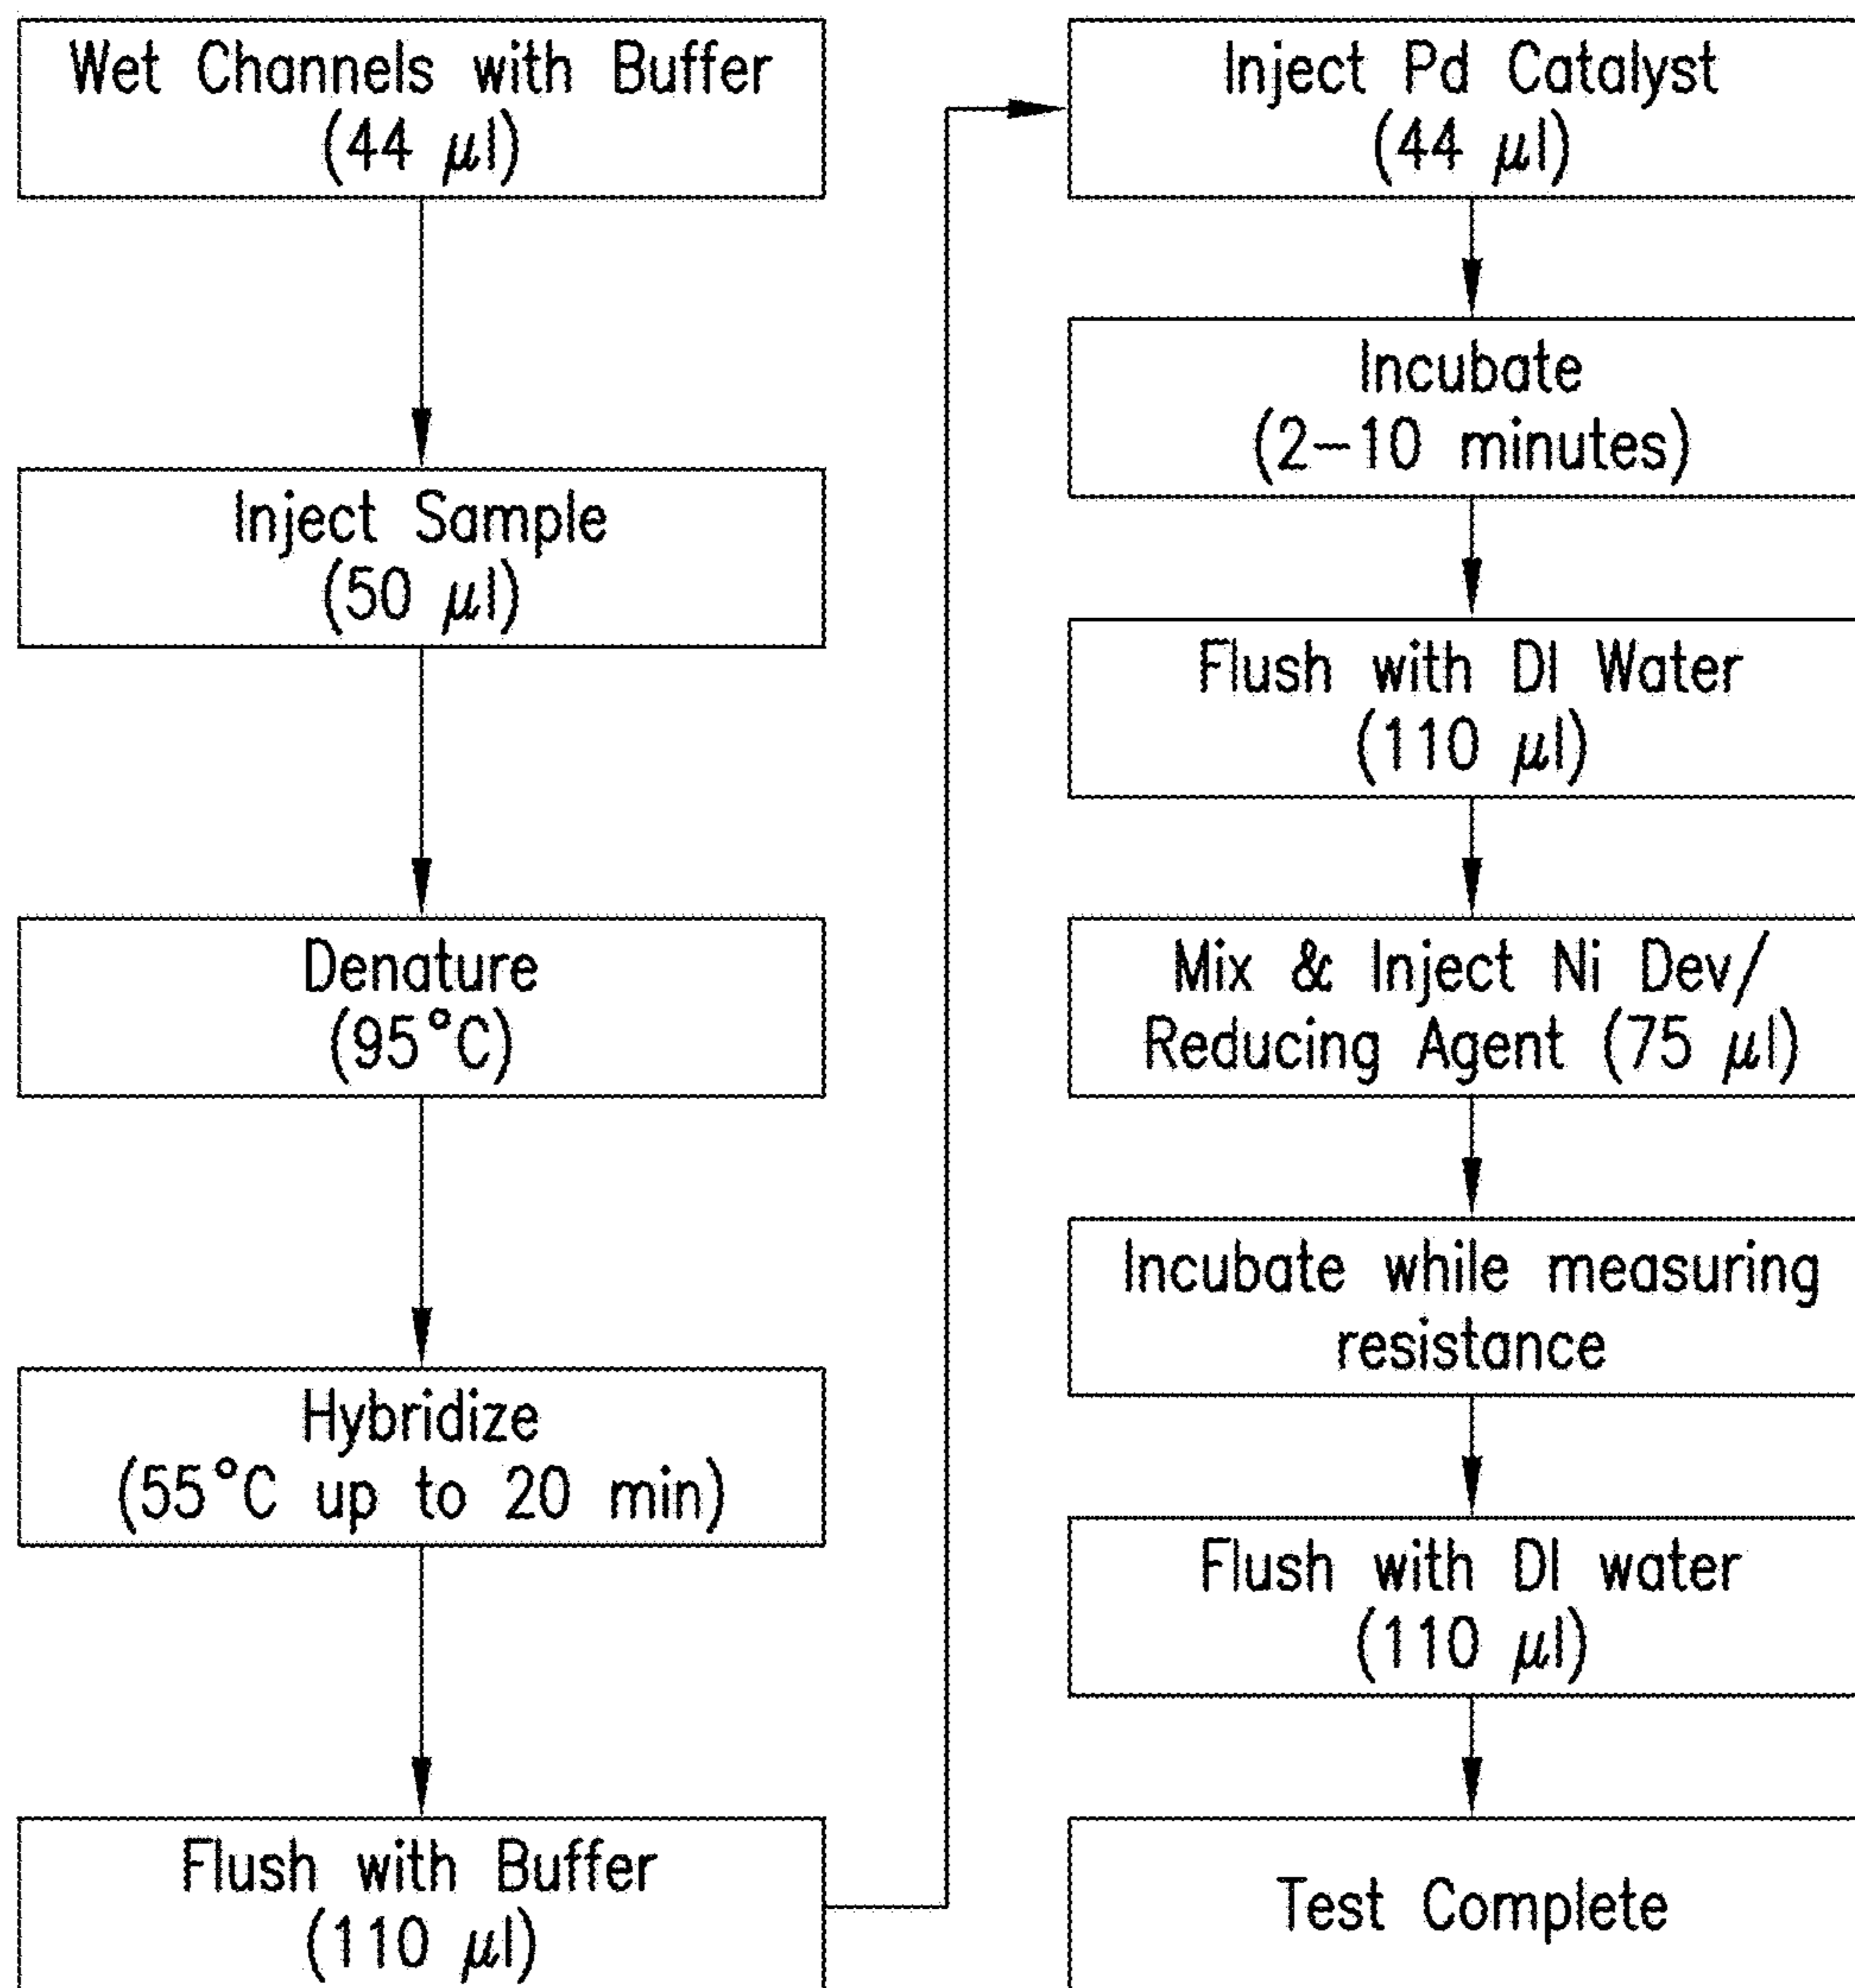 Wet Channels with Buffer
(44 μl)
Inject Sample
(50 μl)
Denature
(95°C)
Hybridize
(55°C up to 20 min)
Flush with Buffer
(110 μl)
Inject Pd Catalyst
(44 μl)
Incubate
(2–10 minutes)
Flush with DI Water
(110 μl)
Mix & Inject Ni Dev/
Reducing Agent (75 μl)
Incubate while measuring
resistance
Flush with DI water
(110 μl)
Test Complete